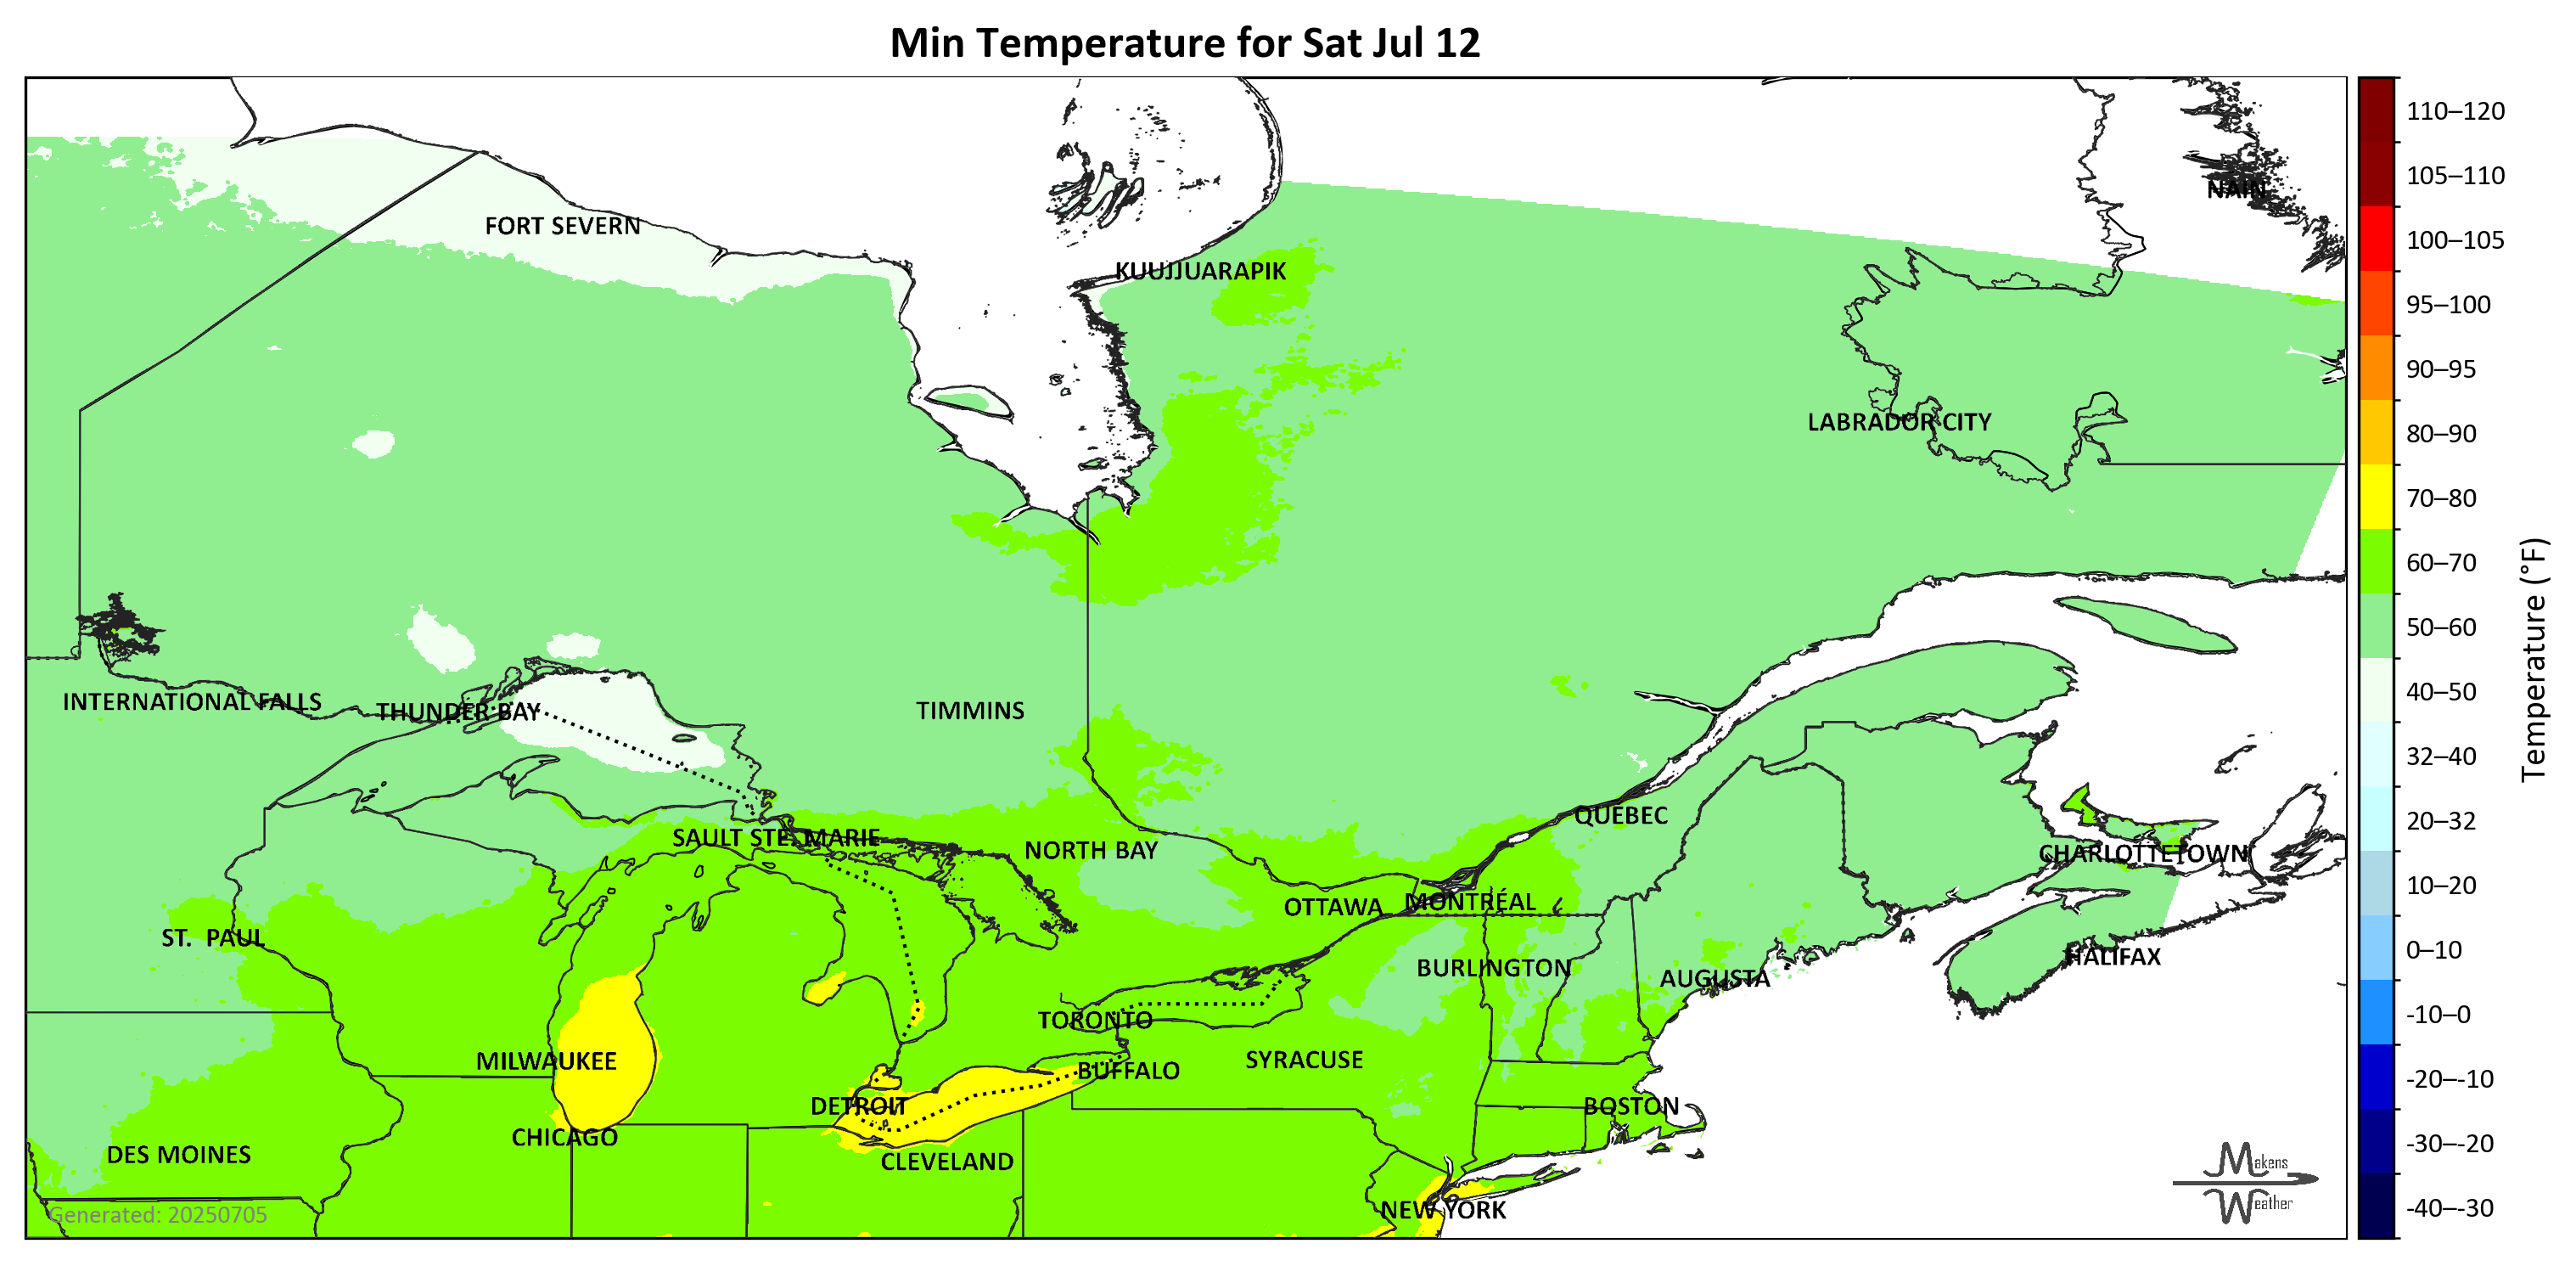 Min Temperature for Sat Jul 12
NAIN
FORT SEVERN
KUUJJUARAPIK
LABRADOR CITY
INTERNATIONAL FALLS
THUNDER BAY
TIMMINS
QUÉBEC
SAULT STE. MARIE
NORTH BAY
CHARLOTTETOWN
OTTAWA
MONTRÉAL
ST. PAUL
HALIFAX
BURLINGTON
AUGUSTA
TORONTO
MILWAUKEE
SYRACUSE
BUFFALO
DETROIT
BOSTON
CHICAGO
DES MOINES
CLEVELAND
NEW YORK
Generated: 20250705
Makens
Weather
110–120
105–110
100–105
95–100
90–95
80–90
70–80
60–70
50–60
40–50
32–40
20–32
10–20
0–10
-10–0
-20–-10
-30–-20
-40–-30
Temperature (°F)